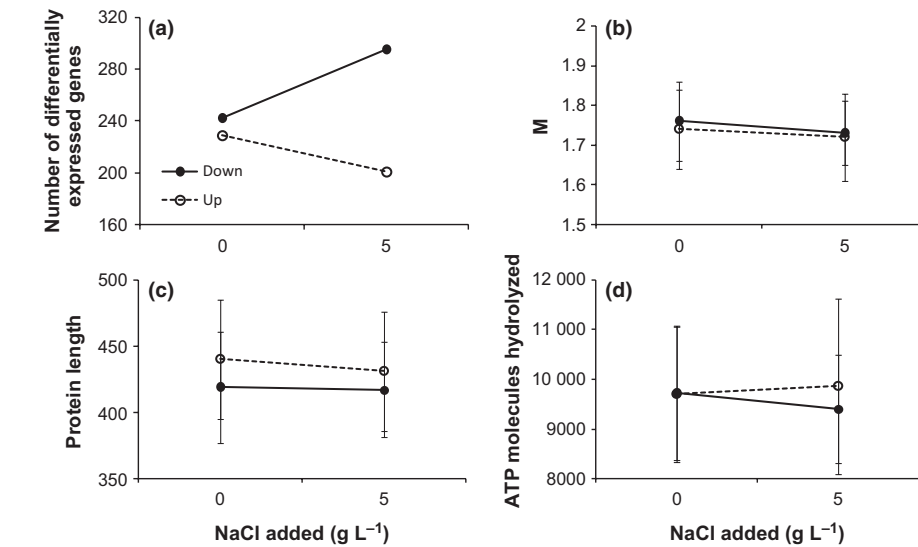 (a)
Number of differentially
expressed genes
320
280
240
200
160
Down
Up
0
5
(b)
M
2
1.9
1.8
1.7
1.6
1.5
0
5
(c)
Protein length
500
450
400
350
0
5
NaCl added (g L⁻¹)
(d)
ATP molecules hydrolyzed
12 000
11 000
10 000
9000
8000
0
5
NaCl added (g L⁻¹)